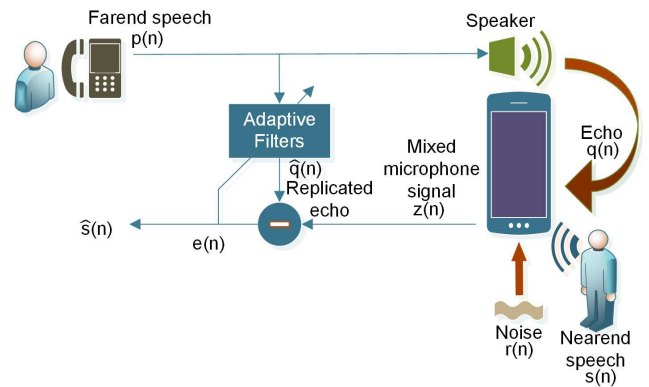 Farend speech
p(n)
Speaker
Adaptive
Filters
Echo
q(n)
q̂(n)
Replicated
echo
Mixed
microphone
signal
z(n)
ŝ(n)
e(n)
Noise
r(n)
Nearend
speech
s(n)